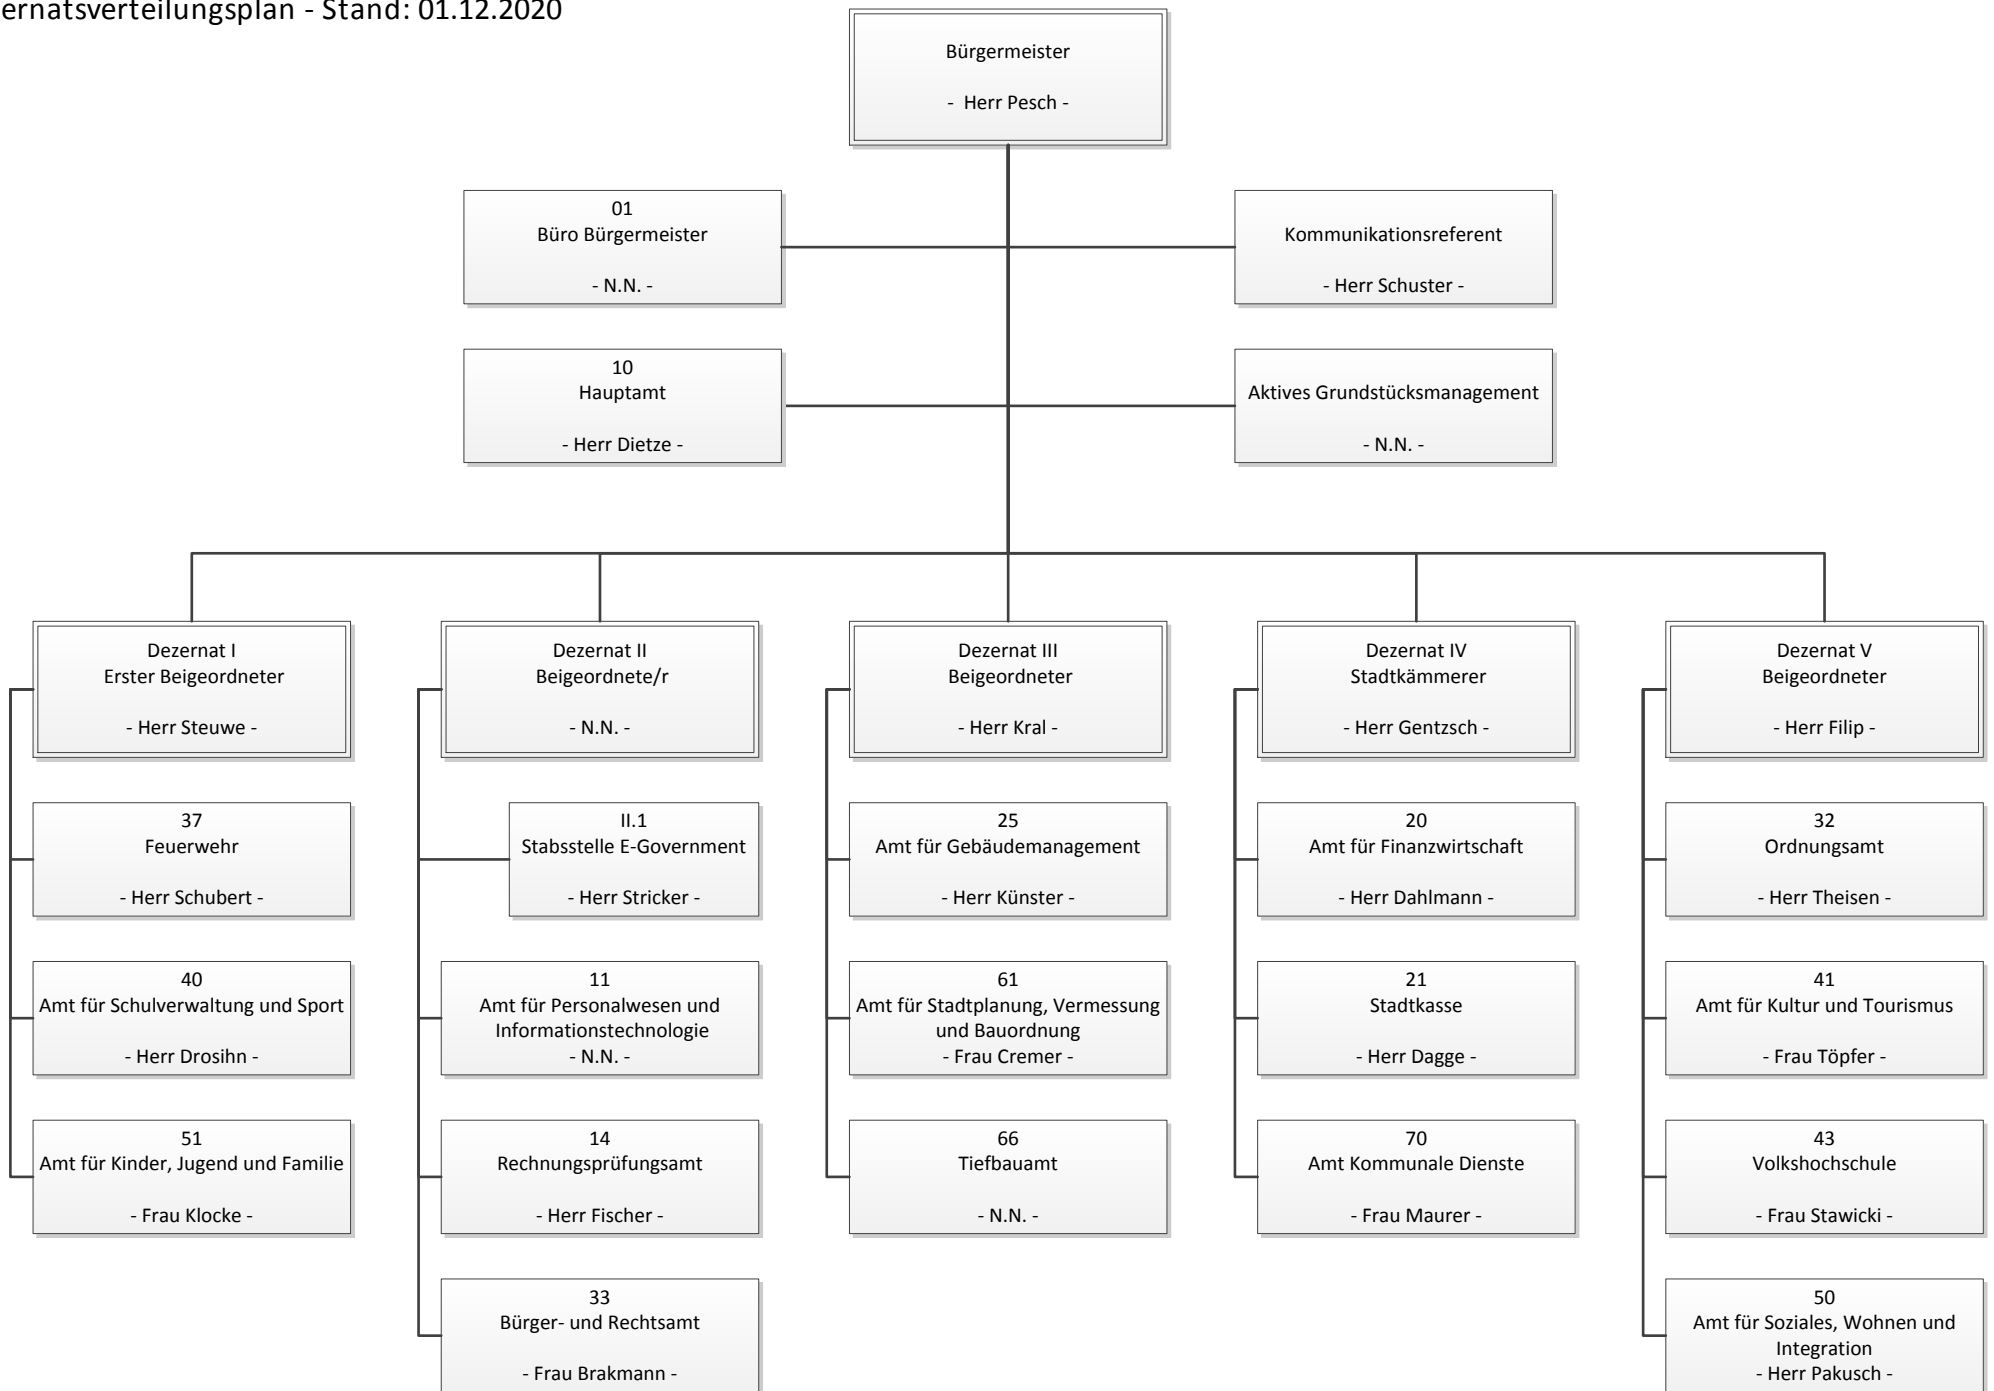 ernatsverteilungsplan - Stand: 01.12.2020
Bürgermeister
- Herr Pesch -
01
Büro Bürgermeister
- N.N. -
Kommunikationsreferent
- Herr Schuster -
10
Hauptamt
- Herr Dietze -
Aktives Grundstücksmanagement
- N.N. -
Dezernat I
Erster Beigeordneter
- Herr Steuwe -
37
Feuerwehr
- Herr Schubert -
40
Amt für Schulverwaltung und Sport
- Herr Drosihn -
51
Amt für Kinder, Jugend und Familie
- Frau Klocke -
Dezernat II
Beigeordnete/r
- N.N. -
II.1
Stabsstelle E-Government
- Herr Stricker -
11
Amt für Personalwesen und
Informationstechnologie
- N.N. -
14
Rechnungsprüfungsamt
- Herr Fischer -
33
Bürger- und Rechtsamt
- Frau Brakmann -
Dezernat III
Beigeordneter
- Herr Kral -
25
Amt für Gebäudemanagement
- Herr Künster -
61
Amt für Stadtplanung, Vermessung
und Bauordnung
- Frau Cremer -
66
Tiefbauamt
- N.N. -
Dezernat IV
Stadtkämmerer
- Herr Gentzsch -
20
Amt für Finanzwirtschaft
- Herr Dahlmann -
21
Stadtkasse
- Herr Dagge -
70
Amt Kommunale Dienste
- Frau Maurer -
Dezernat V
Beigeordneter
- Herr Filip -
32
Ordnungsamt
- Herr Theisen -
41
Amt für Kultur und Tourismus
- Frau Töpfer -
43
Volkshochschule
- Frau Stawicki -
50
Amt für Soziales, Wohnen und
Integration
- Herr Pakusch -